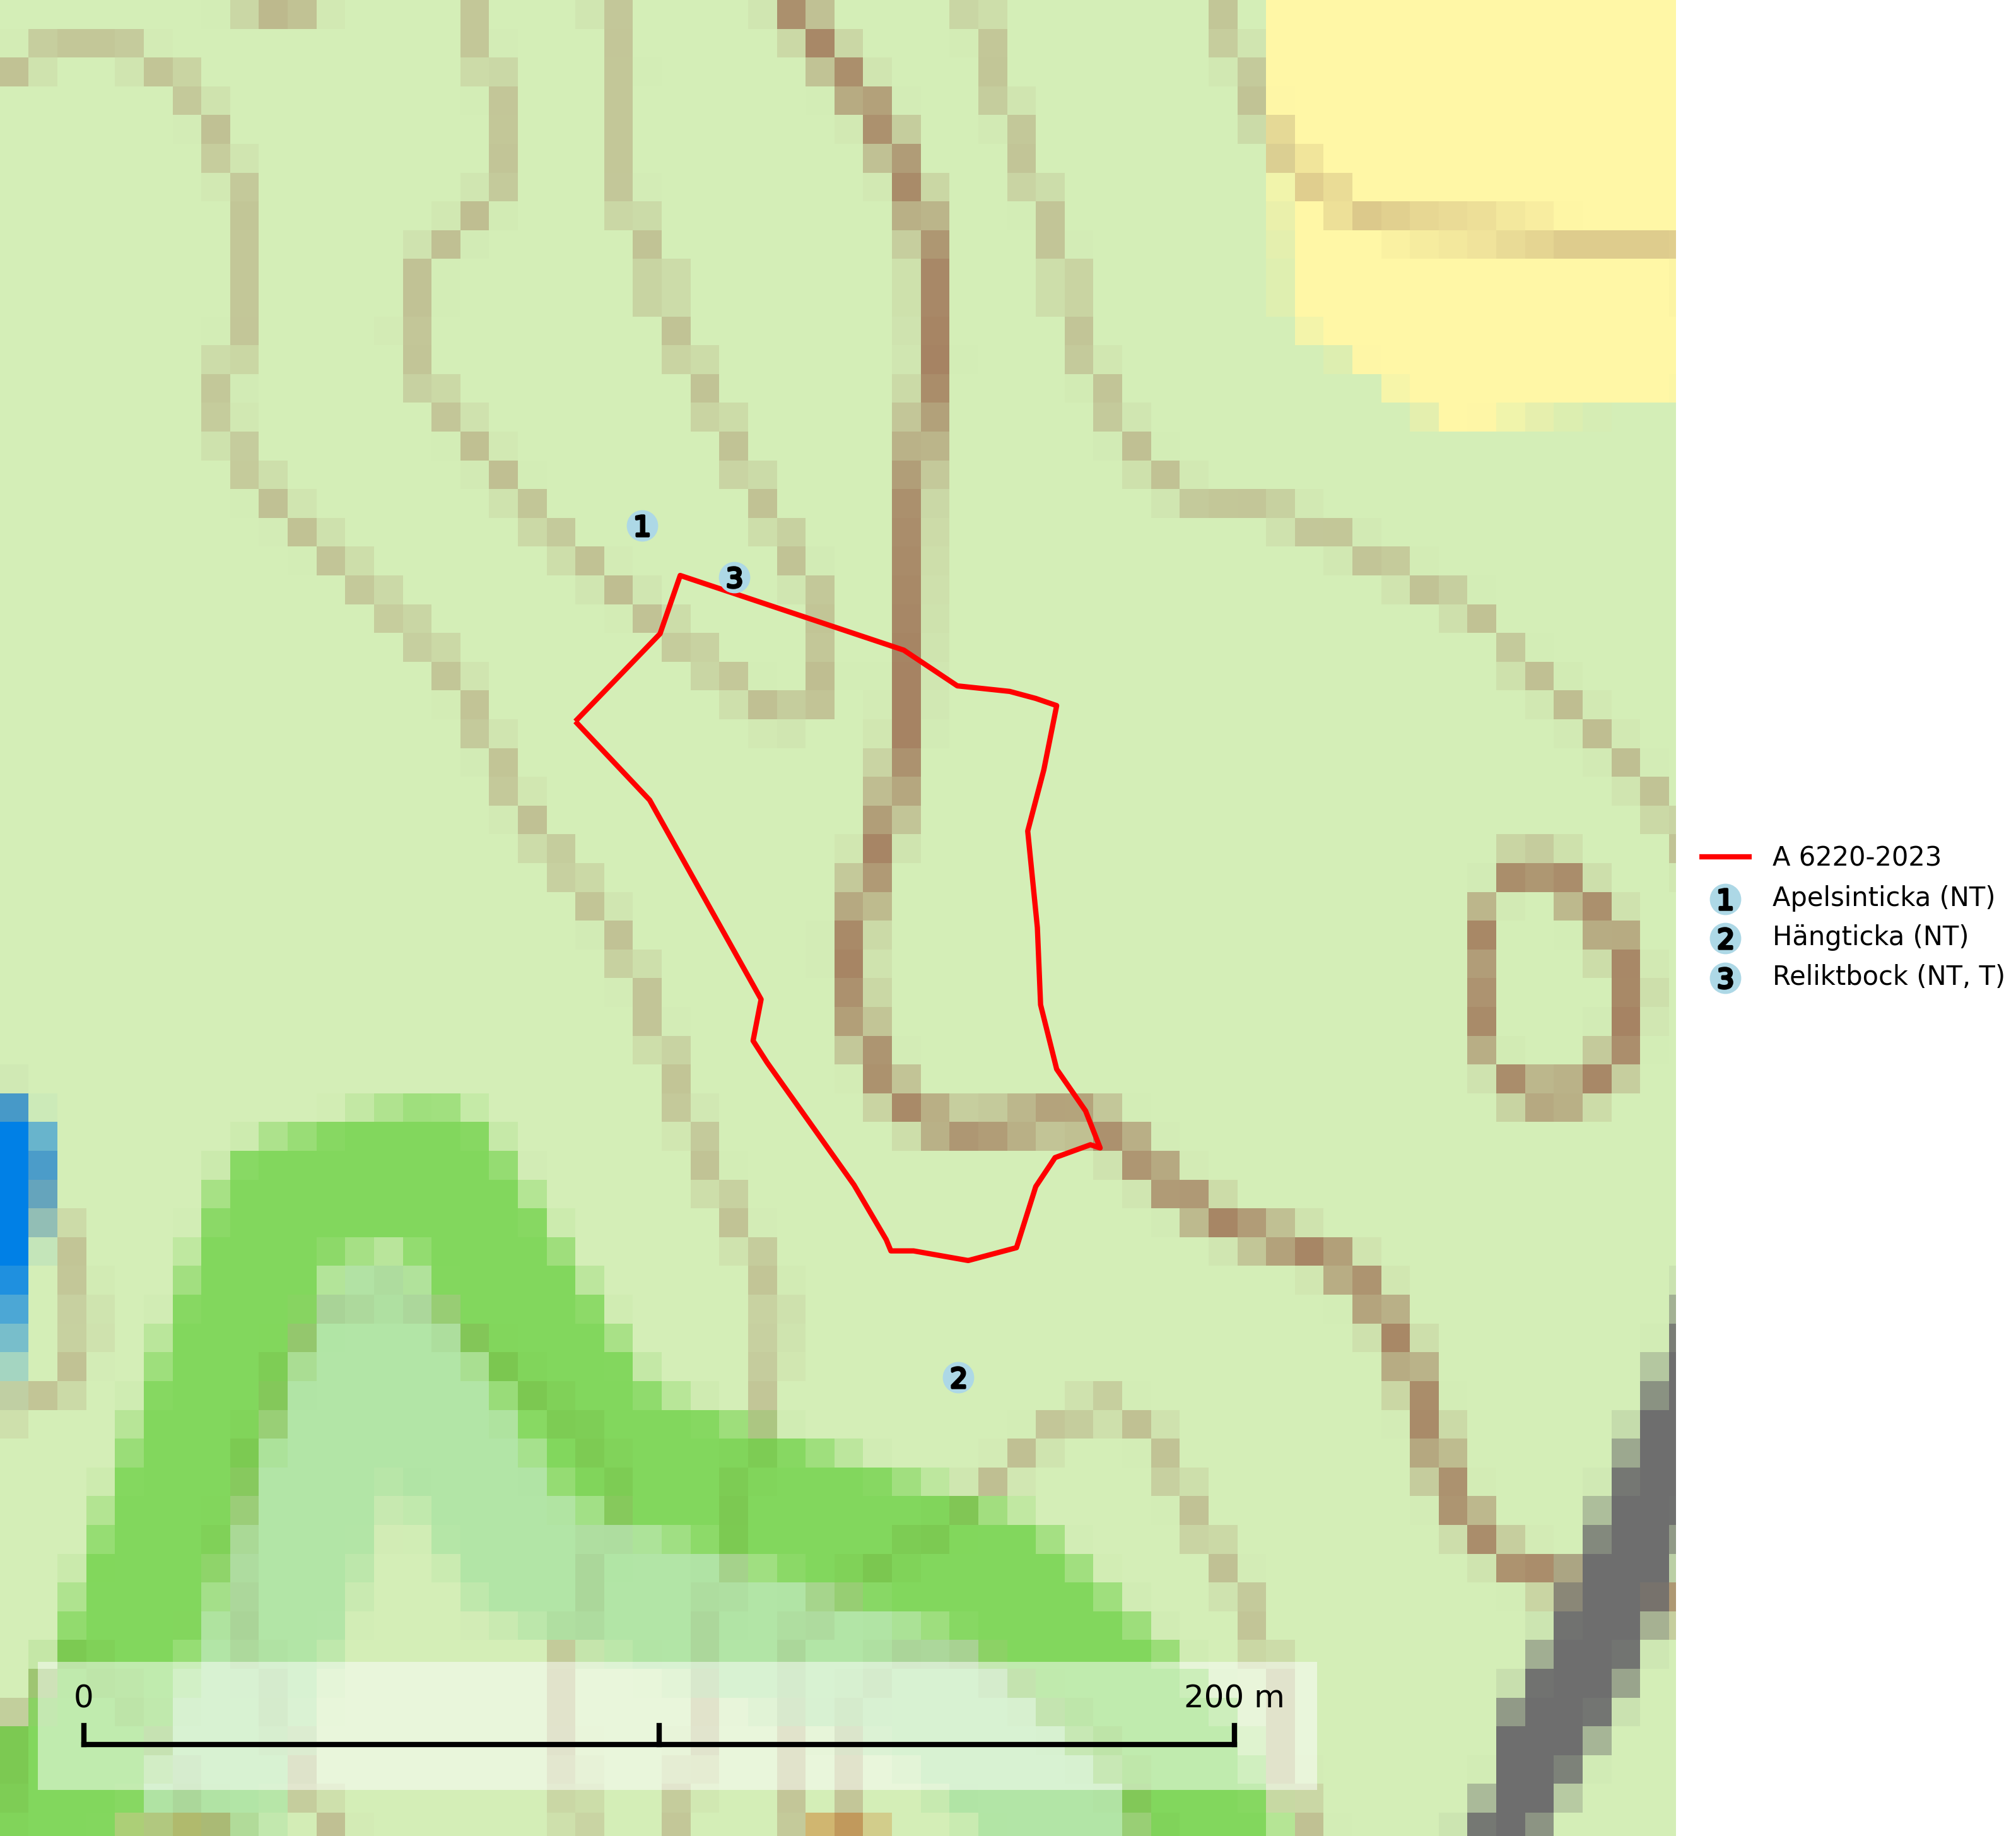 1
3
2
A 6220-2023
1 Apelsinticka (NT)
2 Hängticka (NT)
3 Reliktbock (NT, T)
0 200 m